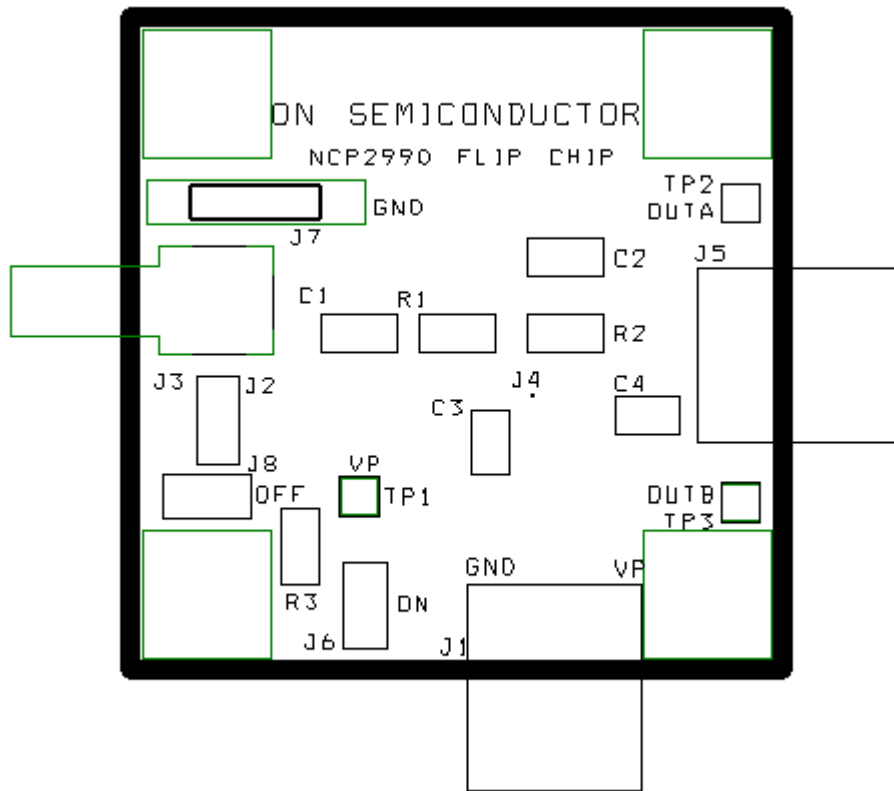 ON SEMICONDUCTOR
NCP2990 FLIP CHIP
TP2
OUTA
GND
J7
J5
C2
C1 R1
R2
J3 J2
J4
C4
C3
J8
VP
OFF
TP1
OUTB
TP3
GND VP
R3
ON
J6
J1